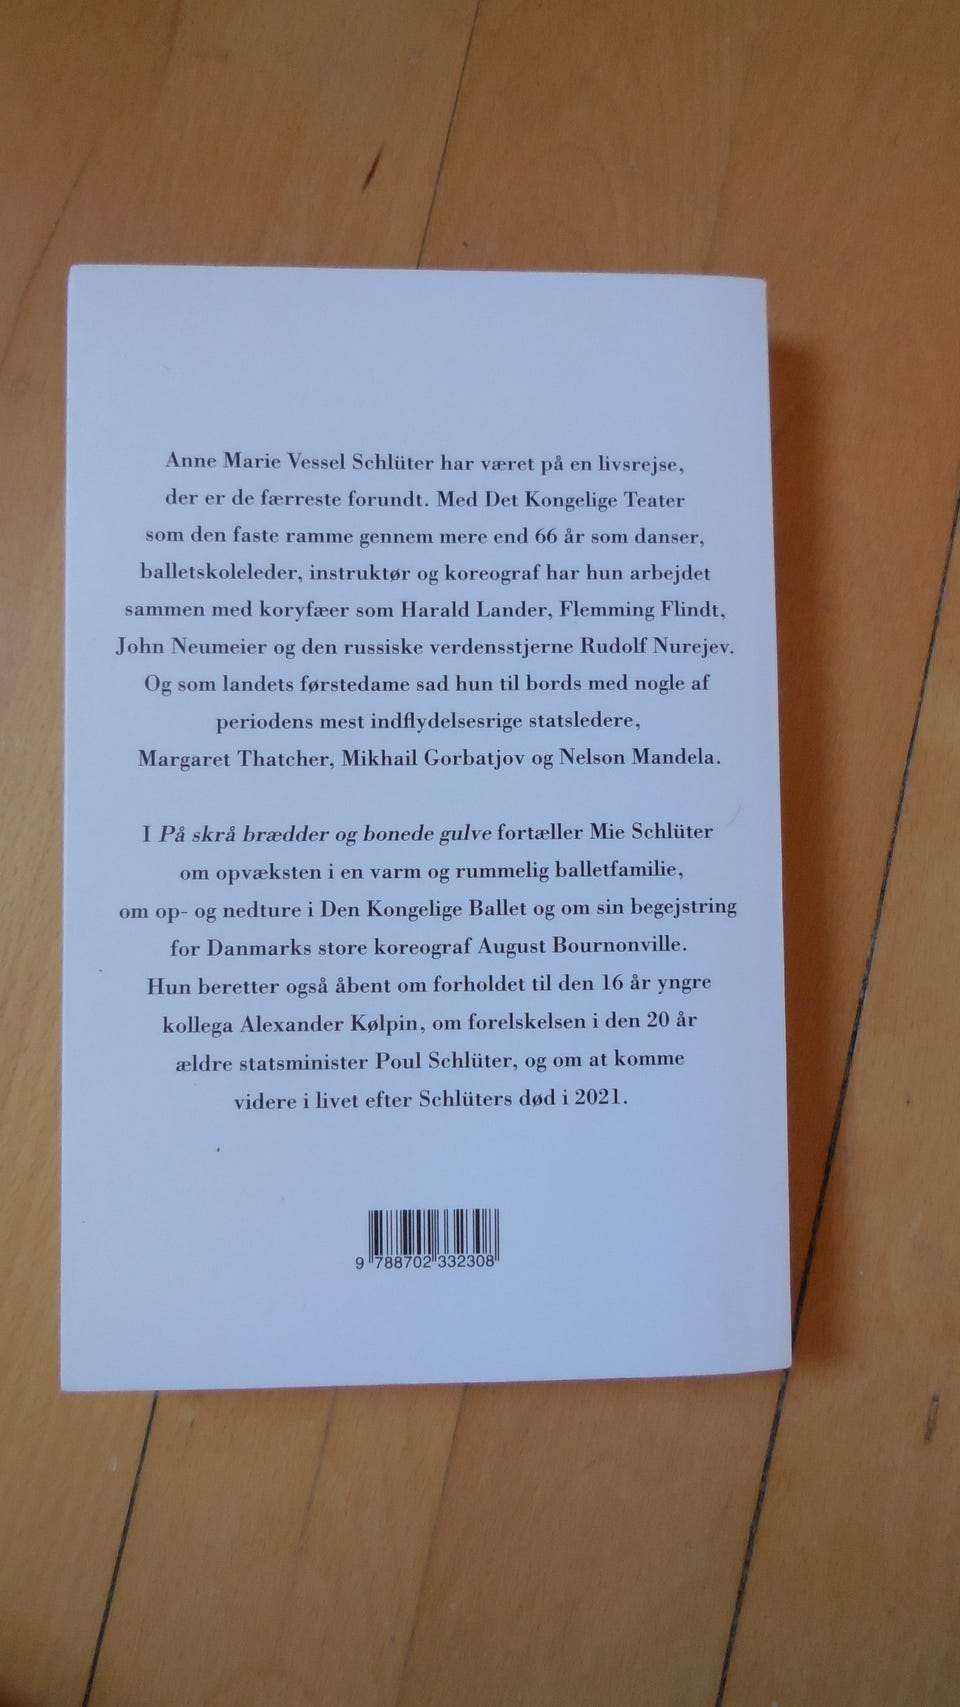 Anne Marie Vessel Schlüter har været på en livsrejse,
der er de færreste forundt. Med Det Kongelige Teater
som den faste ramme gennem mere end 66 år som danser,
balletskoleleder, instruktør og koreograf har hun arbejdet
sammen med koryfæer som Harald Lander, Flemming Flindt,
John Neumeier og den russiske verdensstjerne Rudolf Nurejev.
Og som landets førstedame sad hun til bords med nogle af
periodens mest indflydelsesrige statsledere,
Margaret Thatcher, Mikhail Gorbatjov og Nelson Mandela.
I På skrå brædder og bonede gulve fortæller Mie Schlüter
om opvæksten i en varm og rummelig balletfamilie,
om op- og nedture i Den Kongelige Ballet og om sin begejstring
for Danmarks store koreograf August Bournonville.
Hun beretter også åbent om forholdet til den 16 år yngre
kollega Alexander Kølpin, om forelskelsen i den 20 år
ældre statsminister Poul Schlüter, og om at komme
videre i livet efter Schlüters død i 2021.
9 788702 332308